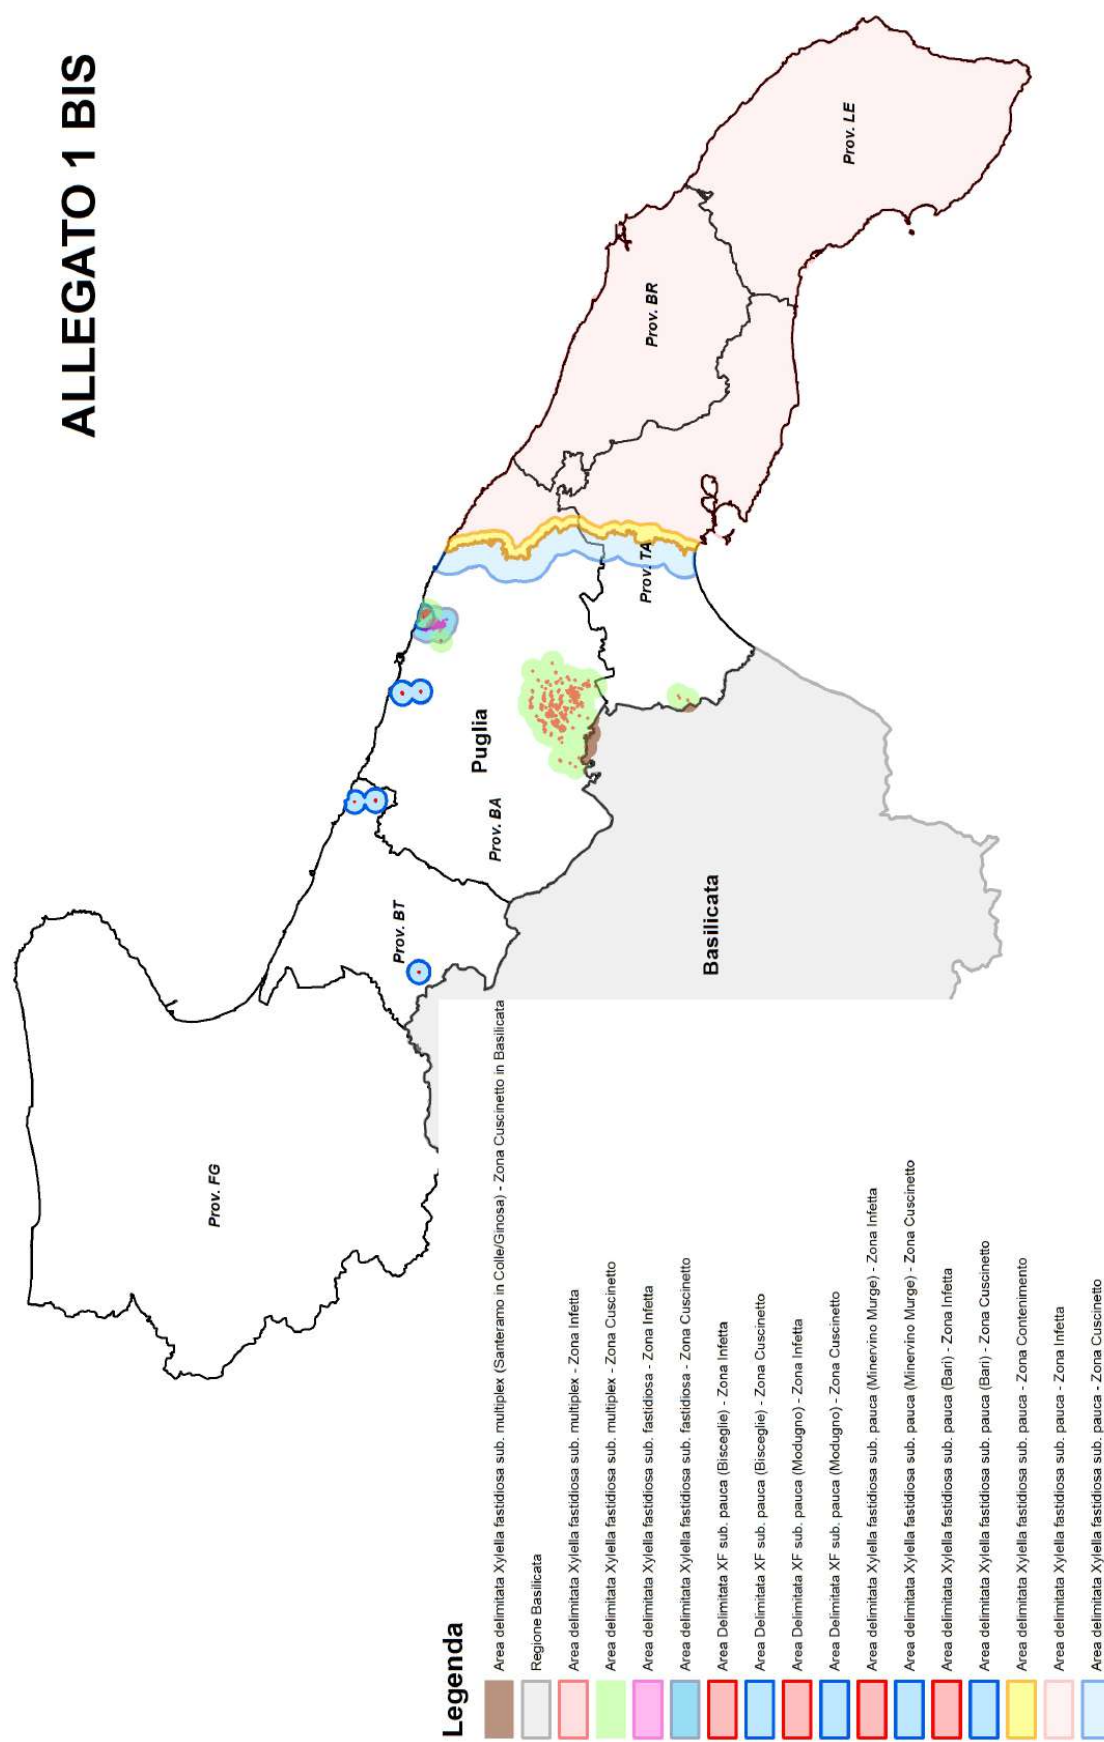 ALLEGATO 1 BIS
Prov. FG
Prov. BT
Prov. BA
Puglia
Prov. TA
Prov. BR
Prov. LE
Basilicata
Legenda
Area delimitata Xylella fastidiosa sub. multiplex (Santeramo in Colle/Ginosa) - Zona Cuscinetto in Basilicata
Regione Basilicata
Area delimitata Xylella fastidiosa sub. multiplex - Zona Infetta
Area delimitata Xylella fastidiosa sub. multiplex - Zona Cuscinetto
Area delimitata Xylella fastidiosa sub. fastidiosa - Zona Infetta
Area delimitata Xylella fastidiosa sub. fastidiosa - Zona Cuscinetto
Area Delimitata XF sub. pauca (Bisceglie) - Zona Infetta
Area Delimitata XF sub. pauca (Bisceglie) - Zona Cuscinetto
Area Delimitata XF sub. pauca (Modugno) - Zona Infetta
Area Delimitata XF sub. pauca (Modugno) - Zona Cuscinetto
Area delimitata Xylella fastidiosa sub. pauca (Minervino Murge) - Zona Infetta
Area delimitata Xylella fastidiosa sub. pauca (Minervino Murge) - Zona Cuscinetto
Area delimitata Xylella fastidiosa sub. pauca (Bari) - Zona Infetta
Area delimitata Xylella fastidiosa sub. pauca (Bari) - Zona Cuscinetto
Area delimitata Xylella fastidiosa sub. pauca - Zona Contenimento
Area delimitata Xylella fastidiosa sub. pauca - Zona Infetta
Area delimitata Xylella fastidiosa sub. pauca - Zona Cuscinetto